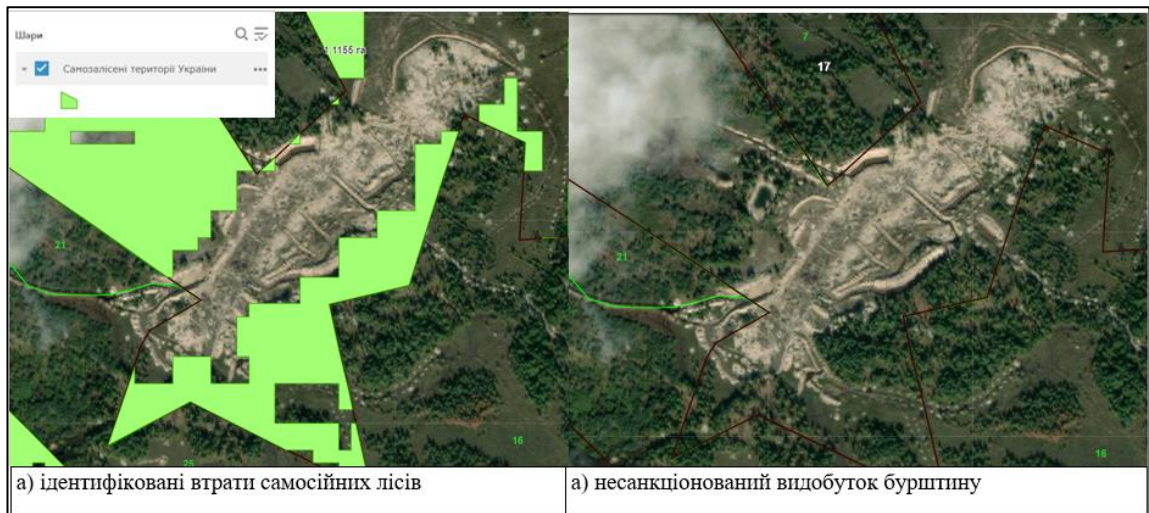 Шари
Самозалісені території України
1.1155 га
21
25
16
7
17
21
16
а) ідентифіковані втрати самосійних лісів
а) несанкціонований видобуток бурштину